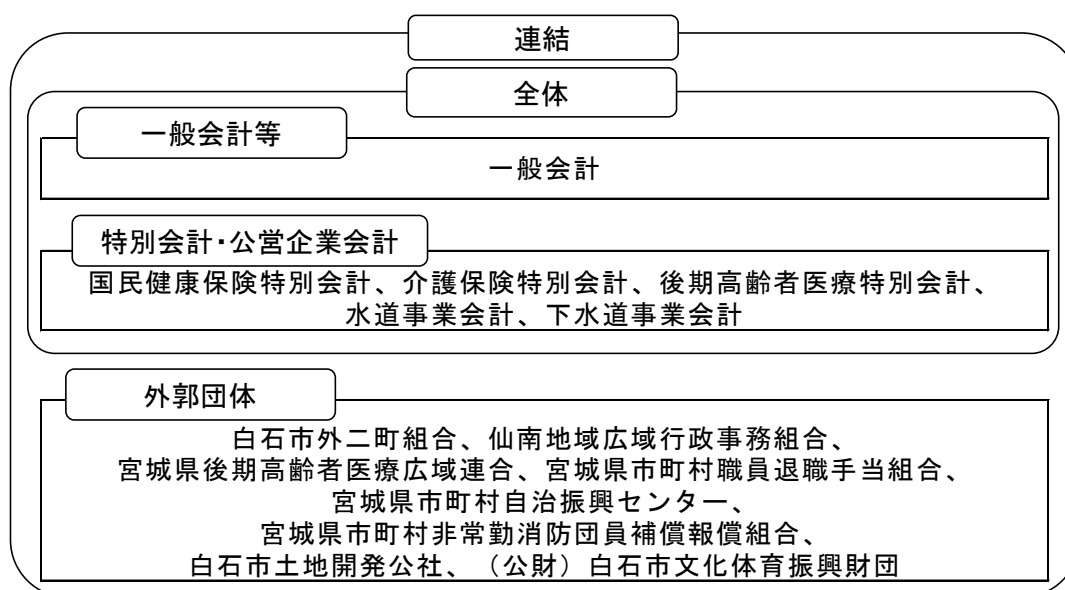 連結
全体
一般会計等
一般会計
特別会計・公営企業会計
国民健康保険特別会計、介護保険特別会計、後期高齢者医療特別会計、
水道事業会計、下水道事業会計
外郭団体
白石市外二町組合、仙南地域広域行政事務組合、
宮城県後期高齢者医療広域連合、宮城県市町村職員退職手当組合、
宮城県市町村自治振興センター、
宮城県市町村非常勤消防団員補償報償組合、
白石市土地開発公社、（公財）白石市文化体育振興財団